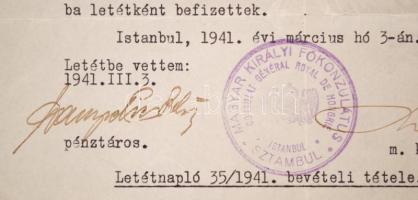 ba letétként befizettek.
Istanbul, 1941. évi március hó 3-án.
Letétbe vettem:
1941.III.3.
MAGYAR KIRÁLYI FŐKONZULÁTUS
CONSULAT GÉNÉRAL ROYAL DE HONGRIE
ISTANBUL
SZTAMBUL
pénztáros.
m. k
Letétnapló 35/1941. bevételi tétele.